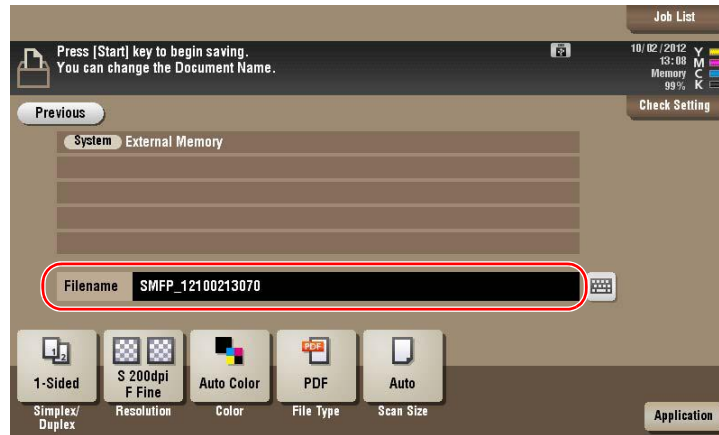 Job List
Press [Start] key to begin saving.
You can change the Document Name.
10/02/2012
13:08
Memory
99%
Y
M
C
K
Previous
Check Setting
System External Memory
Filename SMFP_12100213070
1 2
1-Sided
S 200dpi
F Fine
Auto Color
PDF
PDF
Auto
Simplex/
Duplex
Resolution
Color
File Type
Scan Size
Application